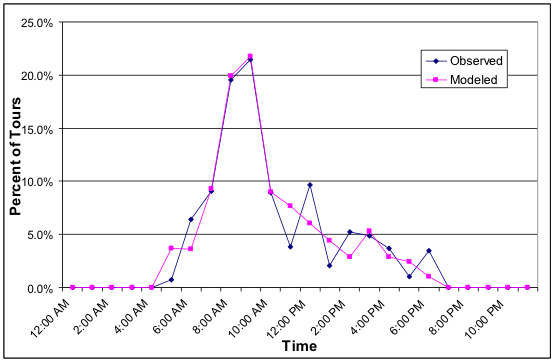 25.0%
20.0%
15.0%
10.0%
5.0%
0.0%
Percent of Tours
Observed
Modeled
12:00 AM
2:00 AM
4:00 AM
6:00 AM
8:00 AM
10:00 AM
12:00 PM
2:00 PM
4:00 PM
6:00 PM
8:00 PM
10:00 PM
Time